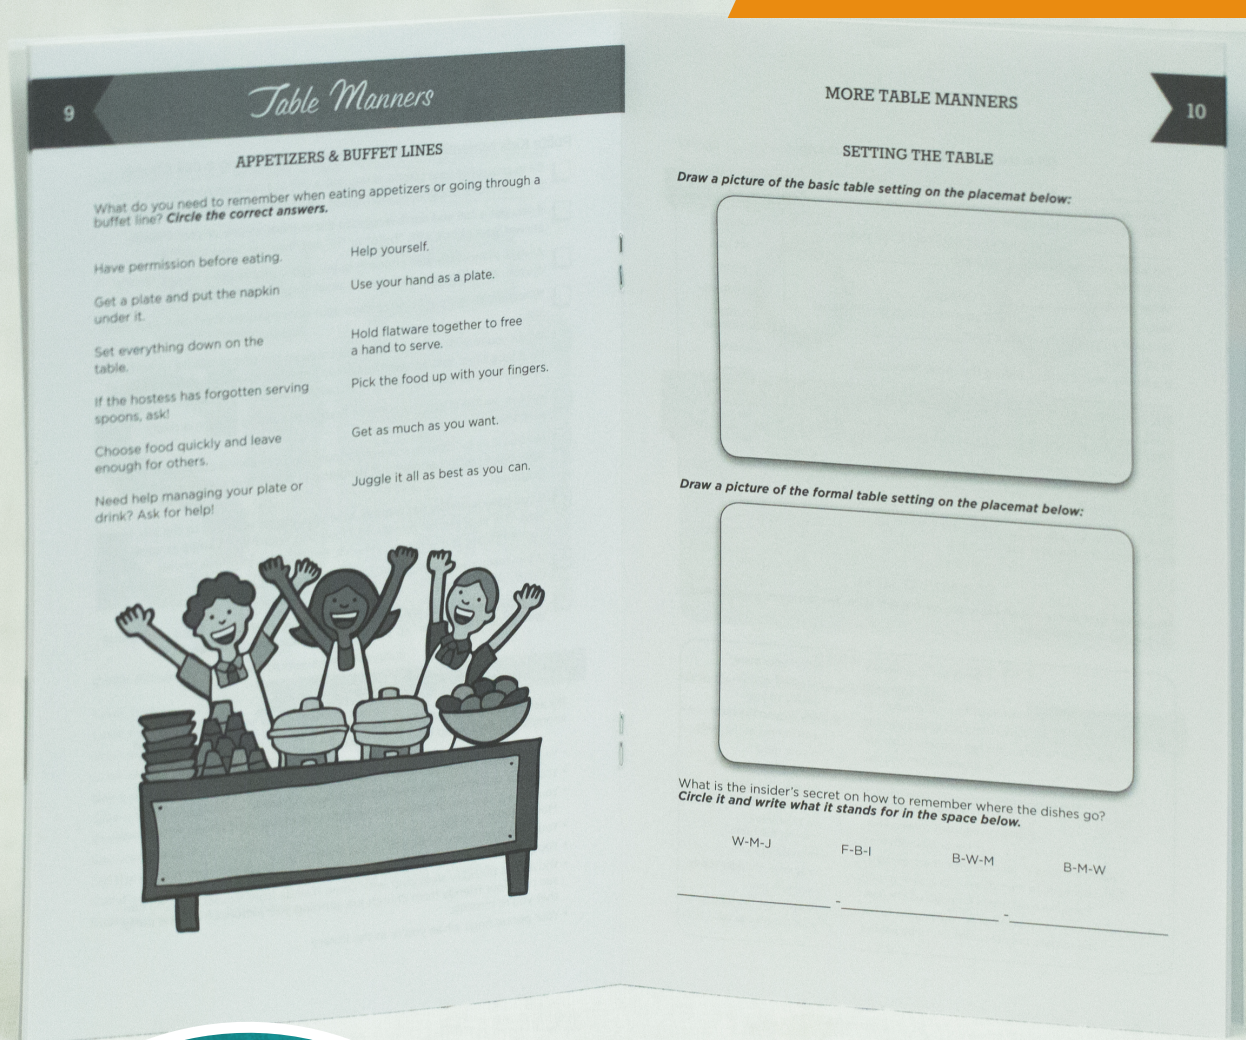 9
Table Manners
APPETIZERS & BUFFET LINES
What do you need to remember when eating appetizers or going through a
buffet line? Circle the correct answers.
Have permission before eating.
Get a plate and put the napkin
under it.
Set everything down on the
table.
If the hostess has forgotten serving
spoons, ask!
Choose food quickly and leave
enough for others.
Need help managing your plate or
drink? Ask for help!
Help yourself.
Use your hand as a plate.
Hold flatware together to free
a hand to serve.
Pick the food up with your fingers.
Get as much as you want.
Juggle it all as best as you can.
MORE TABLE MANNERS
10
SETTING THE TABLE
Draw a picture of the basic table setting on the placemat below:
Draw a picture of the formal table setting on the placemat below:
What is the insider's secret on how to remember where the dishes go?
Circle it and write what it stands for in the space below.
W-M-J F-B-I B-W-M B-M-W